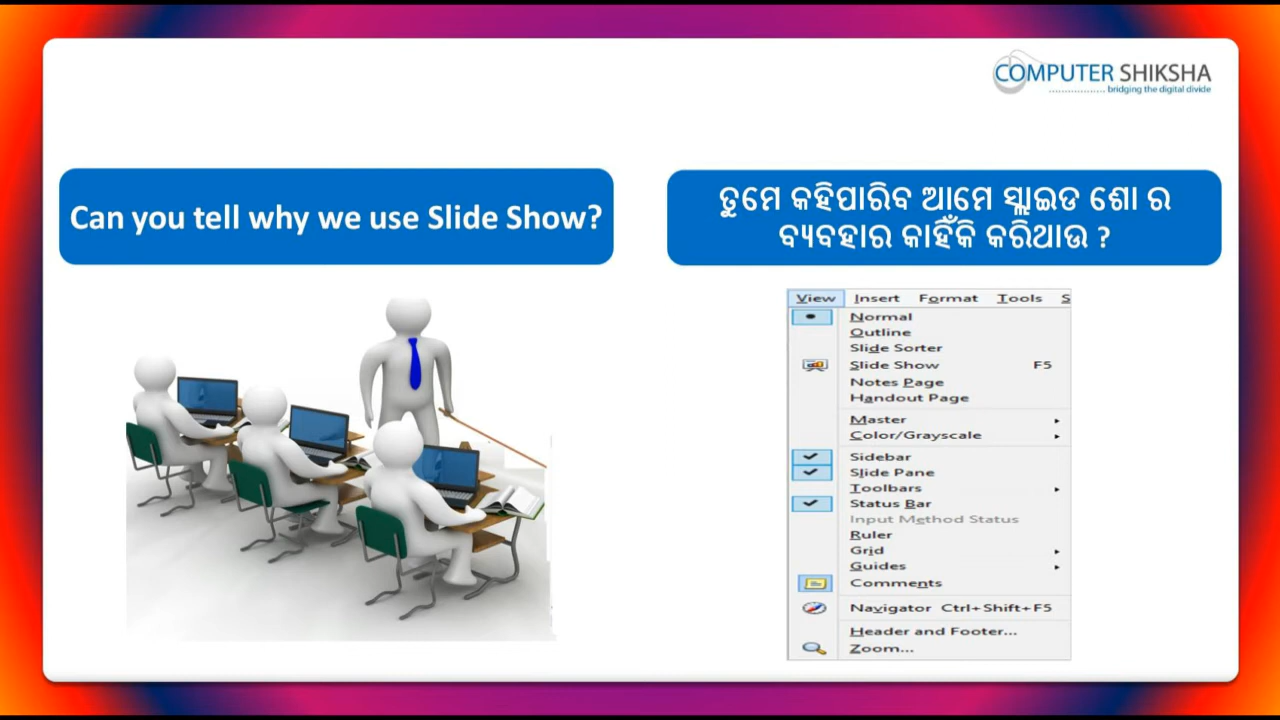 COMPUTER SHIKSHA
bridging the digital divide
Can you tell why we use Slide Show?
ତୁମେ କହିପାରିବ ଆମେ ସ୍ଲାଇଡ ଶୋ ର
ବ୍ୟବହାର କାହିଁକି କରିଥାଉ ?
View Insert Format Tools S
Normal
Outline
Slide Sorter
Slide Show F5
Notes Page
Handout Page
Master
Color/Grayscale
Sidebar
Slide Pane
Toolbars
Status Bar
Input Method Status
Ruler
Grid
Guides
Comments
Navigator Ctrl+Shift+F5
Header and Footer...
Zoom...